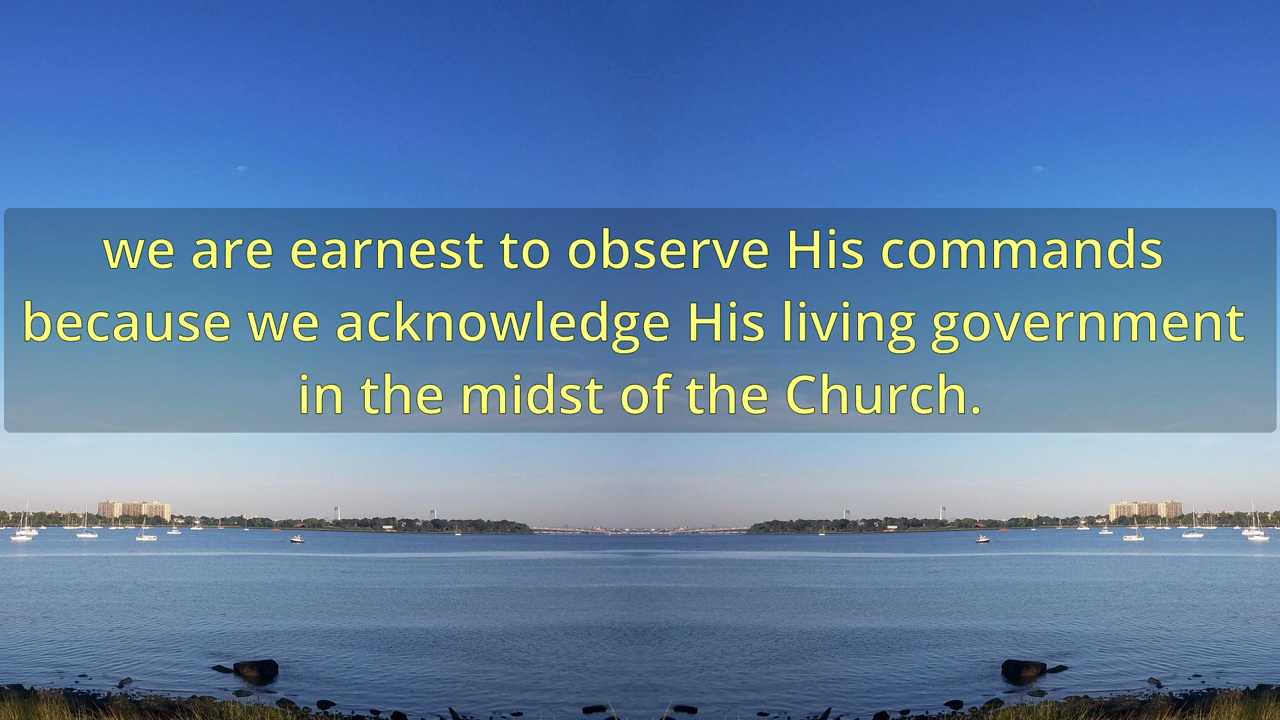 we are earnest to observe His commands
because we acknowledge His living government
in the midst of the Church.